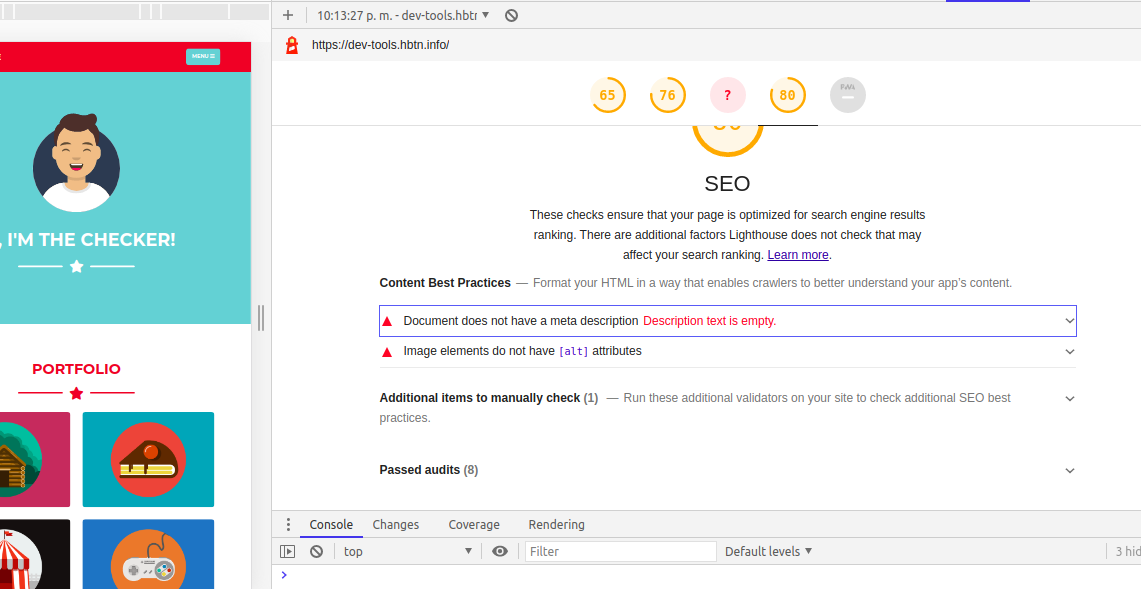 10:13:27 p. m. - dev-tools.hbtn
https://dev-tools.hbtn.info/
MENU
65
76
?
80
PWA
SEO
These checks ensure that your page is optimized for search engine results
ranking. There are additional factors Lighthouse does not check that may
affect your search ranking. Learn more.
Content Best Practices — Format your HTML in a way that enables crawlers to better understand your app's content.
Document does not have a meta description Description text is empty.
Image elements do not have [alt] attributes
Additional items to manually check (1) — Run these additional validators on your site to check additional SEO best
practices.
Passed audits (8)
, I'M THE CHECKER!
PORTFOLIO
Console
Changes
Coverage
Rendering
top
Filter
Default levels
3 hid